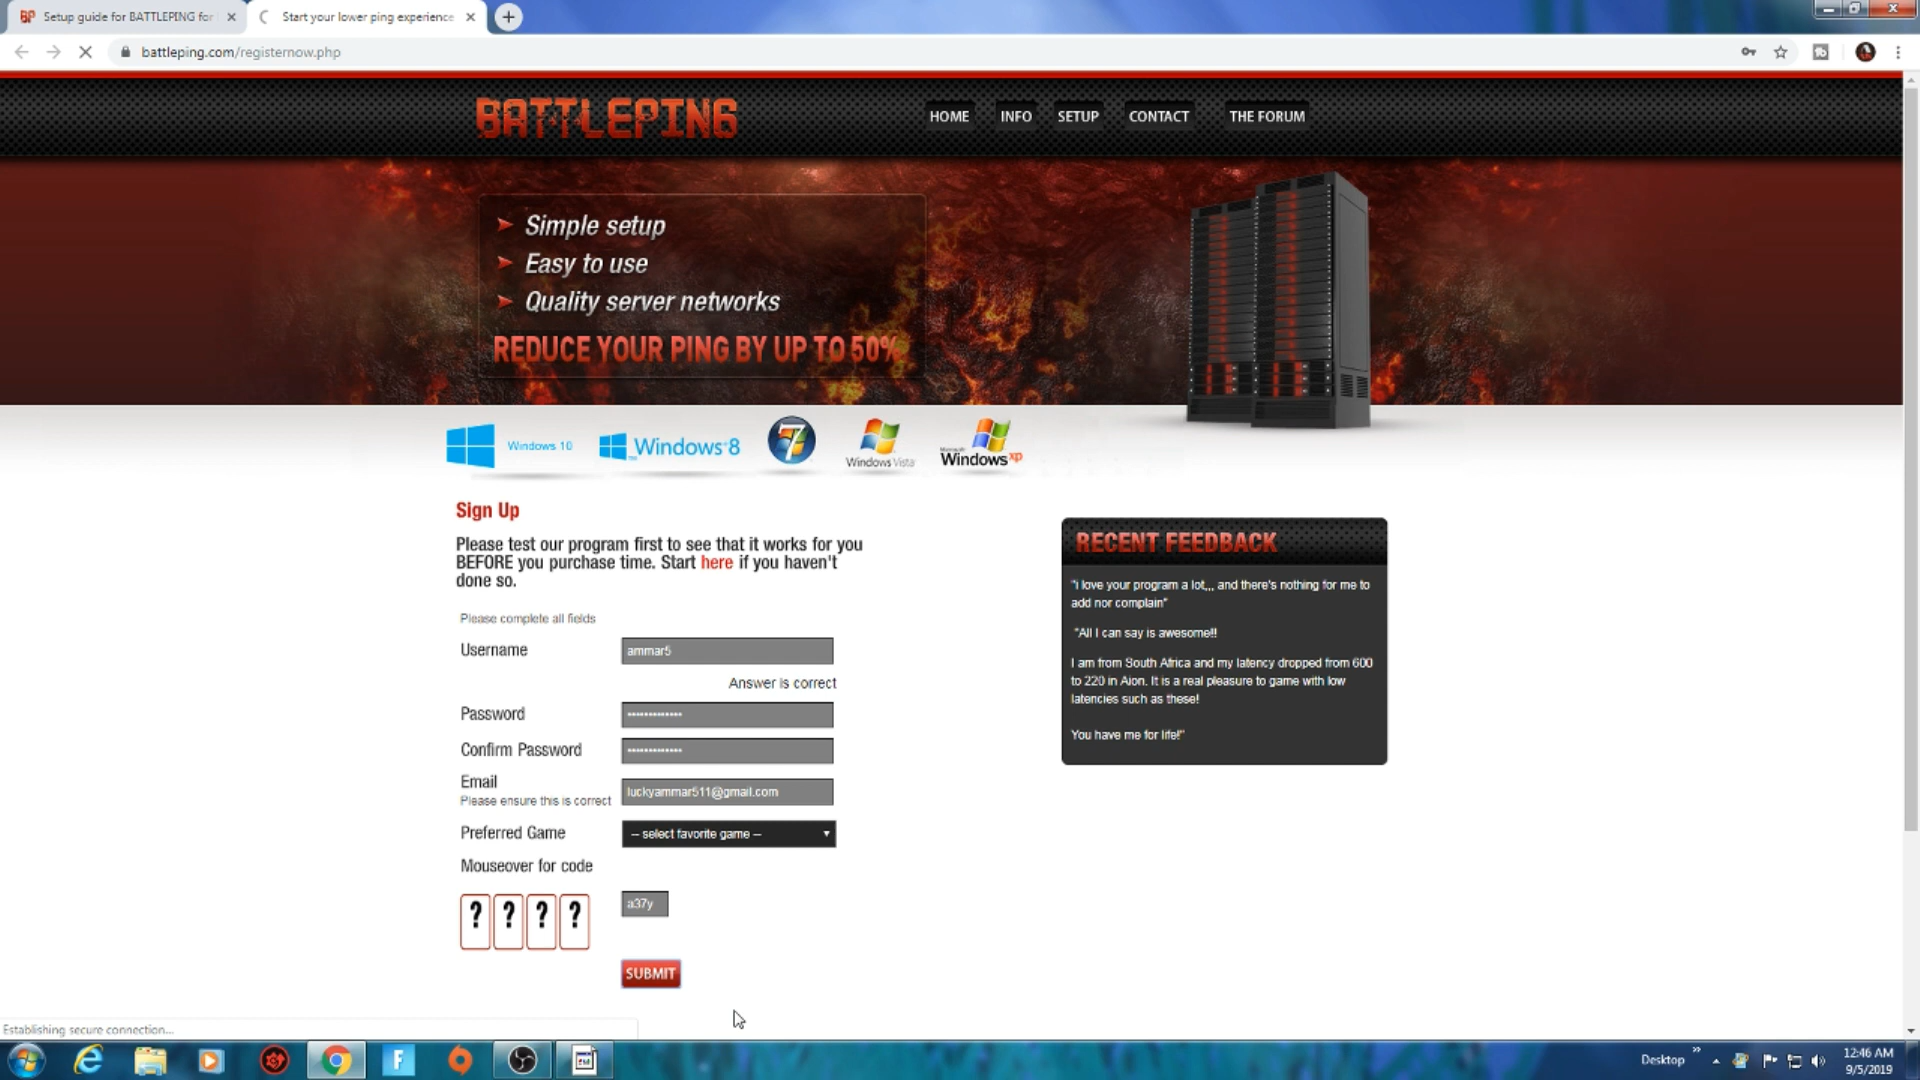 Setup guide for BATTLEPING for
Start your lower ping experience
battleping.com/registernow.php
BATTLEPING
HOME INFO SETUP CONTACT THE FORUM
Simple setup
Easy to use
Quality server networks
REDUCE YOUR PING BY UP TO 50%
Windows 10
Windows 8
7
Windows Vista
Microsoft
Windows xp
Sign Up
Please test our program first to see that it works for you
BEFORE you purchase time. Start here if you haven't
done so.
Please complete all fields
Username
ammar5
Answer is correct
Password
Confirm Password
Email
Please ensure this is correct
luckyammar511@gmail.com
Preferred Game
-- select favorite game --
Mouseover for code
? ? ? ?
a37y
SUBMIT
RECENT FEEDBACK
"I love your program a lot,,, and there's nothing for me to
add nor complain"
"All I can say is awesome!!
I am from South Africa and my latency dropped from 600
to 220 in Aion. It is a real pleasure to game with low
latencies such as these!
You have me for life!"
Establishing secure connection...
Desktop
12:46 AM
9/5/2019